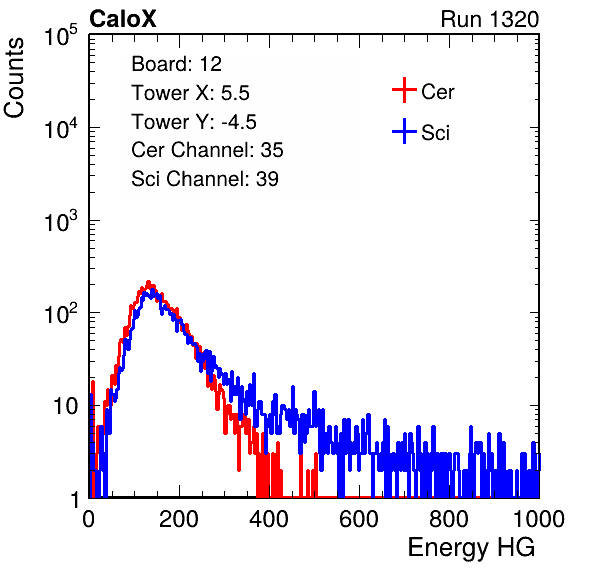 CaloX Run 1320
Counts
Board: 12
Tower X: 5.5
Tower Y: -4.5
Cer Channel: 35
Sci Channel: 39
Cer
Sci
10^5
10^4
10^3
10^2
10
1
0 200 400 600 800 1000
Energy HG